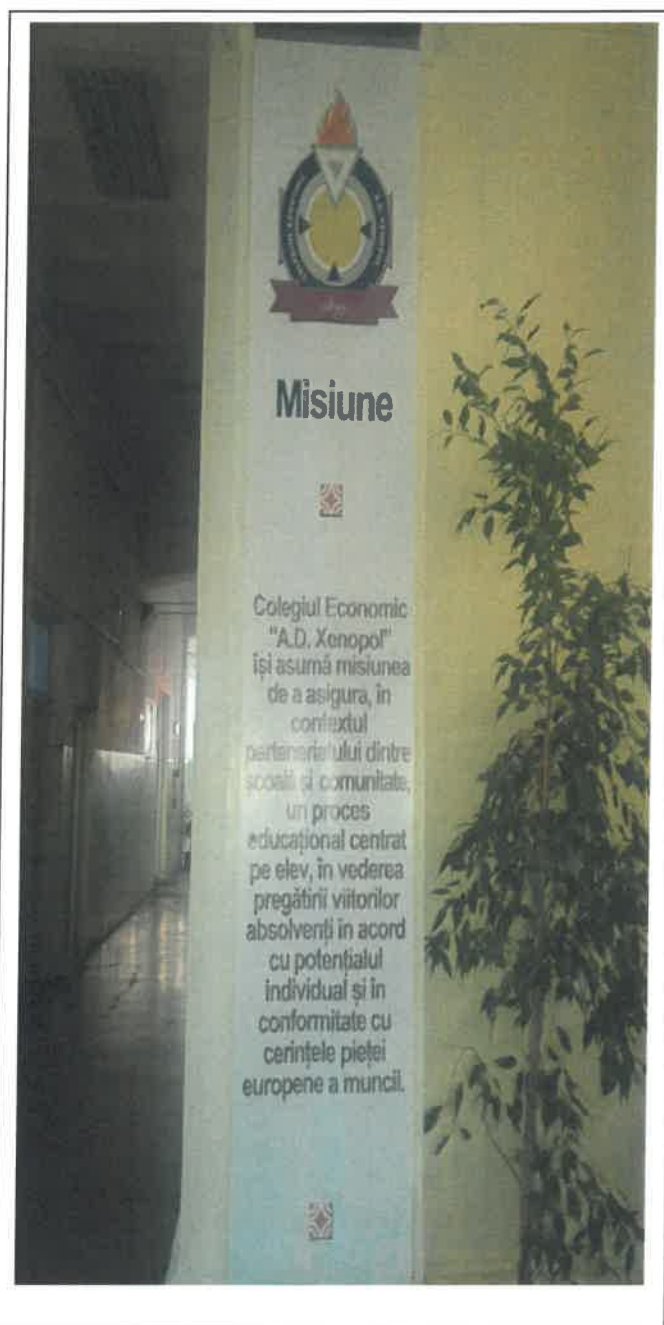 Misiune
Colegiul Economic
"A.D. Xenopol"
își asumă misiunea
de a asigura, în
contextul
parteneriatului dintre
școală și comunitate,
un proces
educațional centrat
pe elev, în vederea
pregătirii viitorilor
absolvenți în acord
cu potențialul
individual și în
conformitate cu
cerințele pieței
europene a muncii.